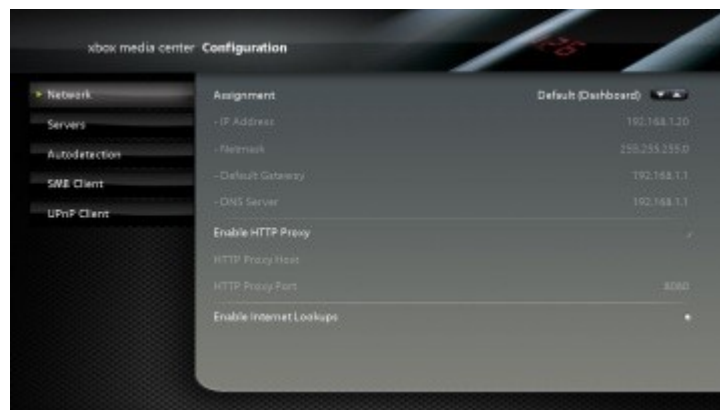 xbox media center Configuration
Network
Servers
Autodetection
SMB Client
UPnP Client
Assignment Default (Dashboard)
- IP Address 192.168.1.20
- Netmask 255.255.255.0
- Default Gateway 192.168.1.1
- DNS Server 192.168.1.1
Enable HTTP Proxy
HTTP Proxy Host
HTTP Proxy Port 8080
Enable Internet Lookups